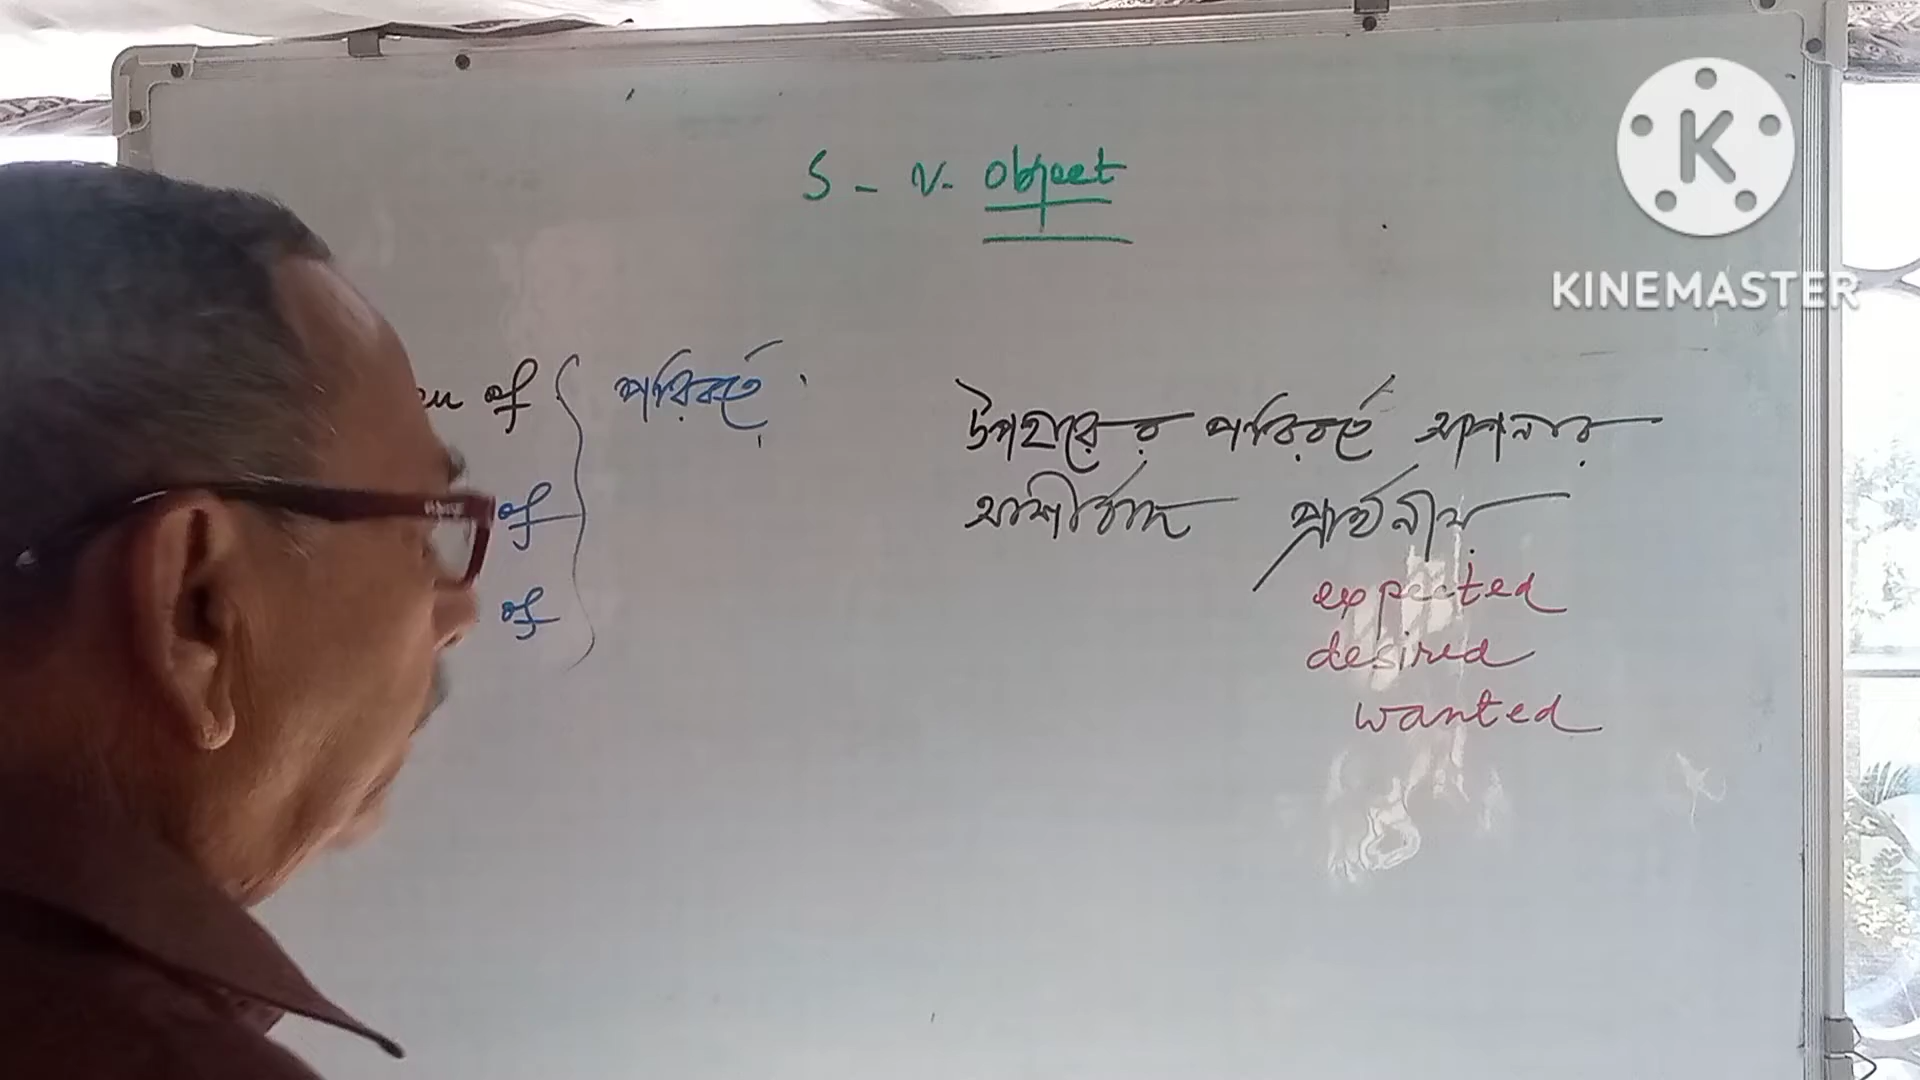 S - V- Object
of { পরিবর্তে
of
of
উপহারের পরিবর্তে আপনার
আশীর্বাদ প্রার্থনীয়
expected
desired
wanted
K
KINEMASTER